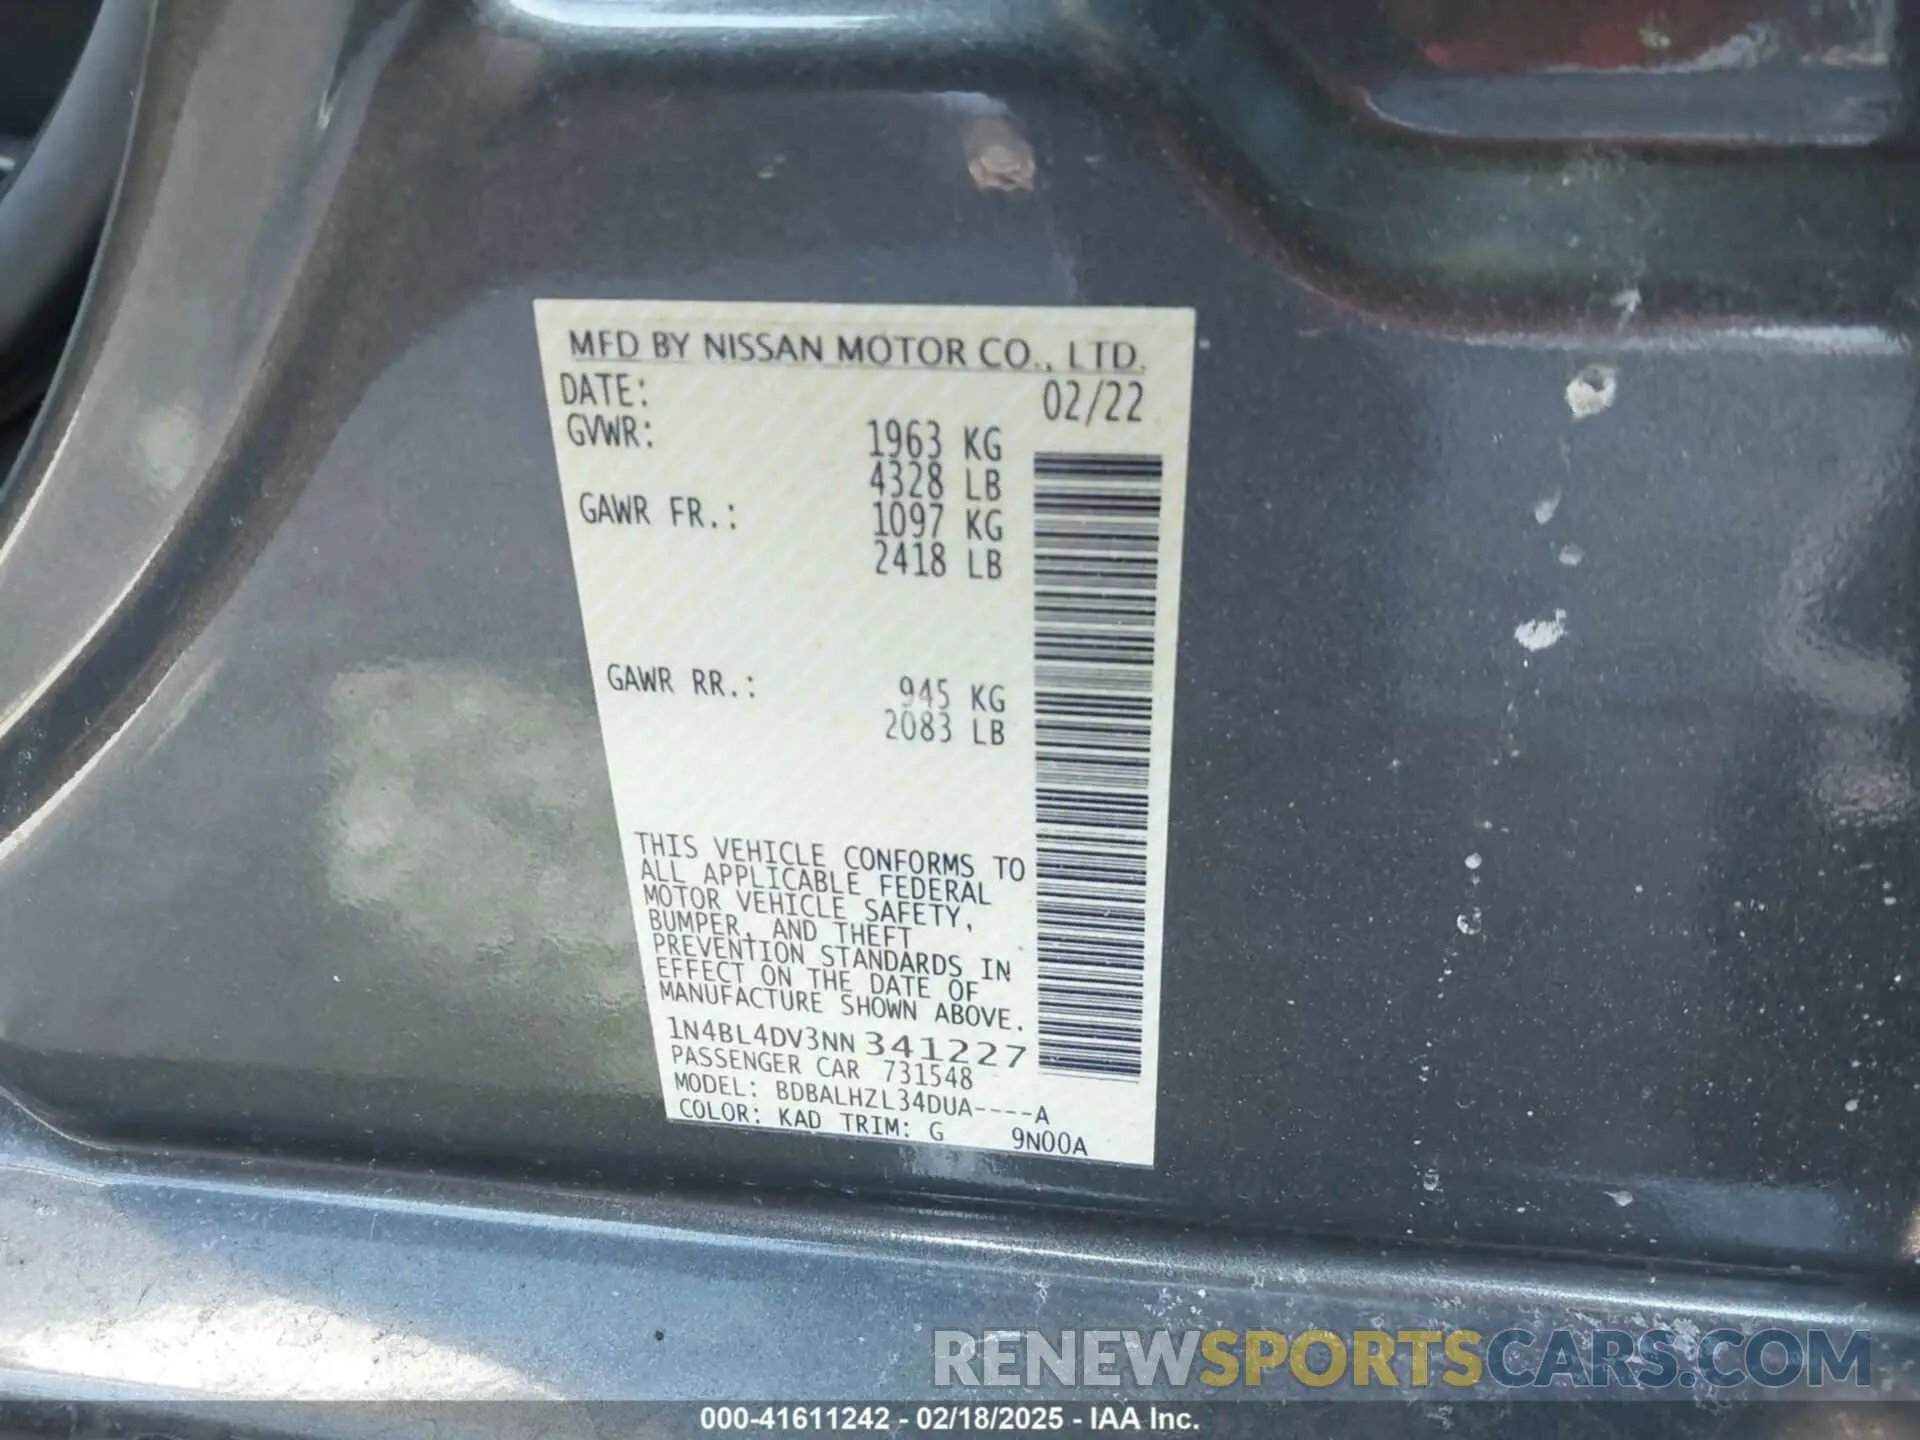 MFD BY NISSAN MOTOR CO., LTD.
DATE: 02/22
GVWR: 1963 KG
4328 LB
GAWR FR.: 1097 KG
2418 LB
GAWR RR.: 945 KG
2083 LB
THIS VEHICLE CONFORMS TO
ALL APPLICABLE FEDERAL
MOTOR VEHICLE SAFETY,
BUMPER, AND THEFT
PREVENTION STANDARDS IN
EFFECT ON THE DATE OF
MANUFACTURE SHOWN ABOVE.
1N4BL4DV3NN341227
PASSENGER CAR 731548
MODEL: BDBALHZL34DUA----A
COLOR: KAD TRIM: G 9N00A
RENEWSPORTSCARS.COM
000-41611242 - 02/18/2025 - IAA Inc.